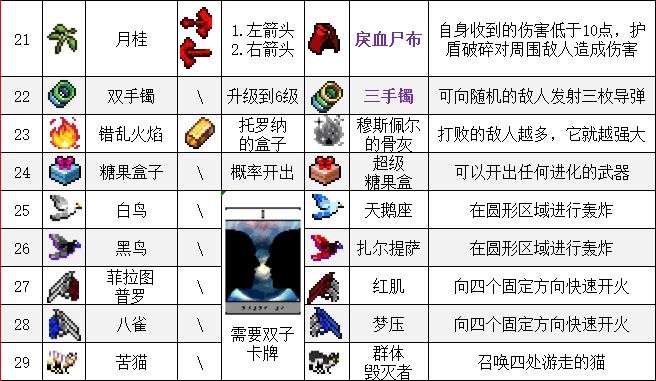 21
月桂
1.左箭头
2.右箭头
戾血尸布
自身收到的伤害低于10点，护
盾破碎对周围敌人造成伤害
22
双手镯
\
升级到6级
三手镯
可向随机的敌人发射三枚导弹
23
错乱火焰
托罗纳
的盒子
穆斯佩尔
的骨灰
打败的敌人越多，它就越强大
24
糖果盒子
\
概率开出
超级
糖果盒
可以开出任何进化的武器
25
白鸟
\
天鹅座
在圆形区域进行轰炸
26
黑鸟
\
扎尔提萨
在圆形区域进行轰炸
27
菲拉图
普罗
\
红肌
向四个固定方向快速开火
28
八雀
\
梦压
向四个固定方向快速开火
29
苦猫
\
需要双子
卡牌
群体
毁灭者
召唤四处游走的猫